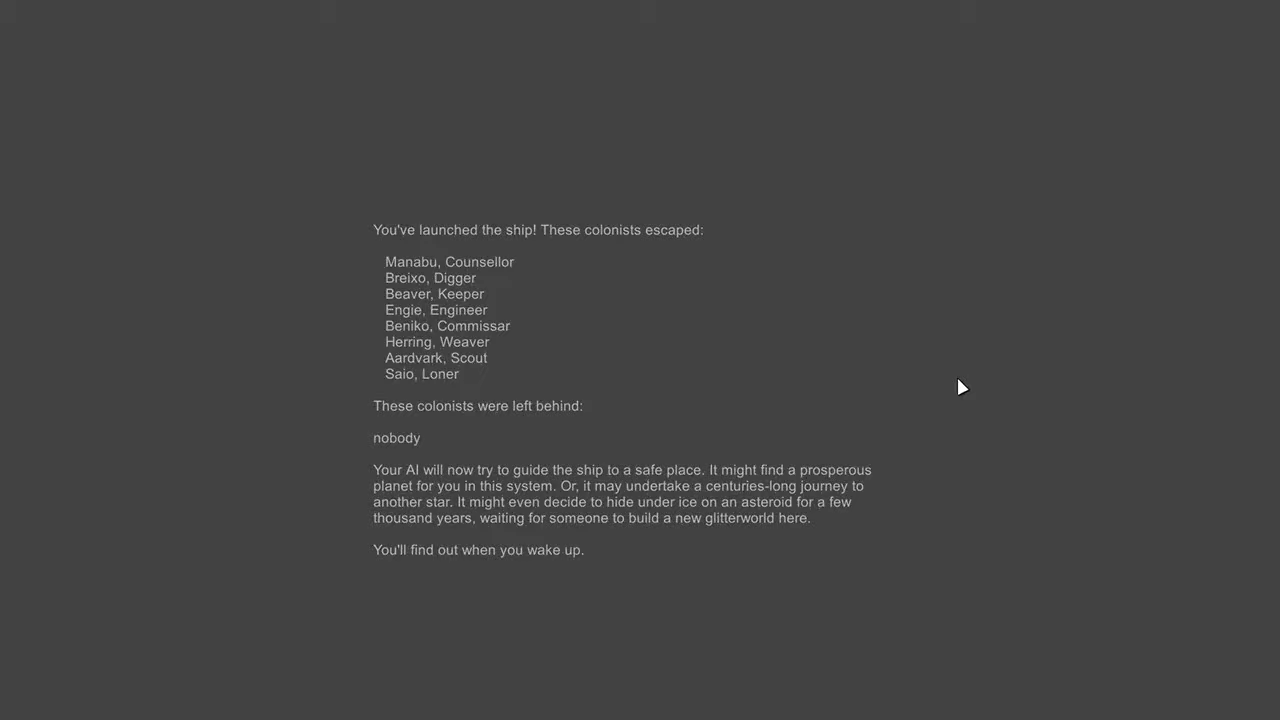 You've launched the ship! These colonists escaped:
Manabu, Counsellor
Breixo, Digger
Beaver, Keeper
Engie, Engineer
Beniko, Commissar
Herring, Weaver
Aardvark, Scout
Saio, Loner
These colonists were left behind:
nobody
Your AI will now try to guide the ship to a safe place. It might find a prosperous
planet for you in this system. Or, it may undertake a centuries-long journey to
another star. It might even decide to hide under ice on an asteroid for a few
thousand years, waiting for someone to build a new glitterworld here.
You'll find out when you wake up.